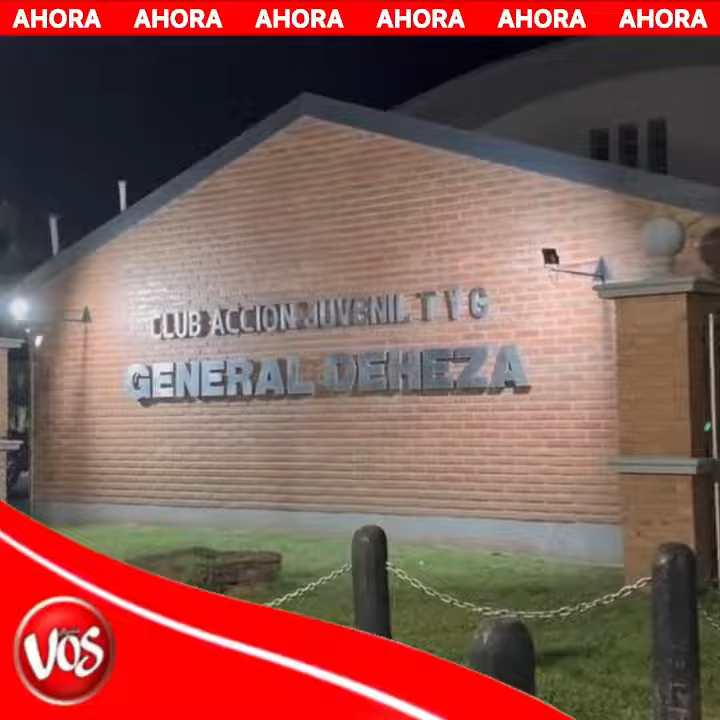 AHORA AHORA AHORA AHORA AHORA AHORA
CLUB ACCION JUVENIL T Y G
GENERAL DEHEZA
VOS